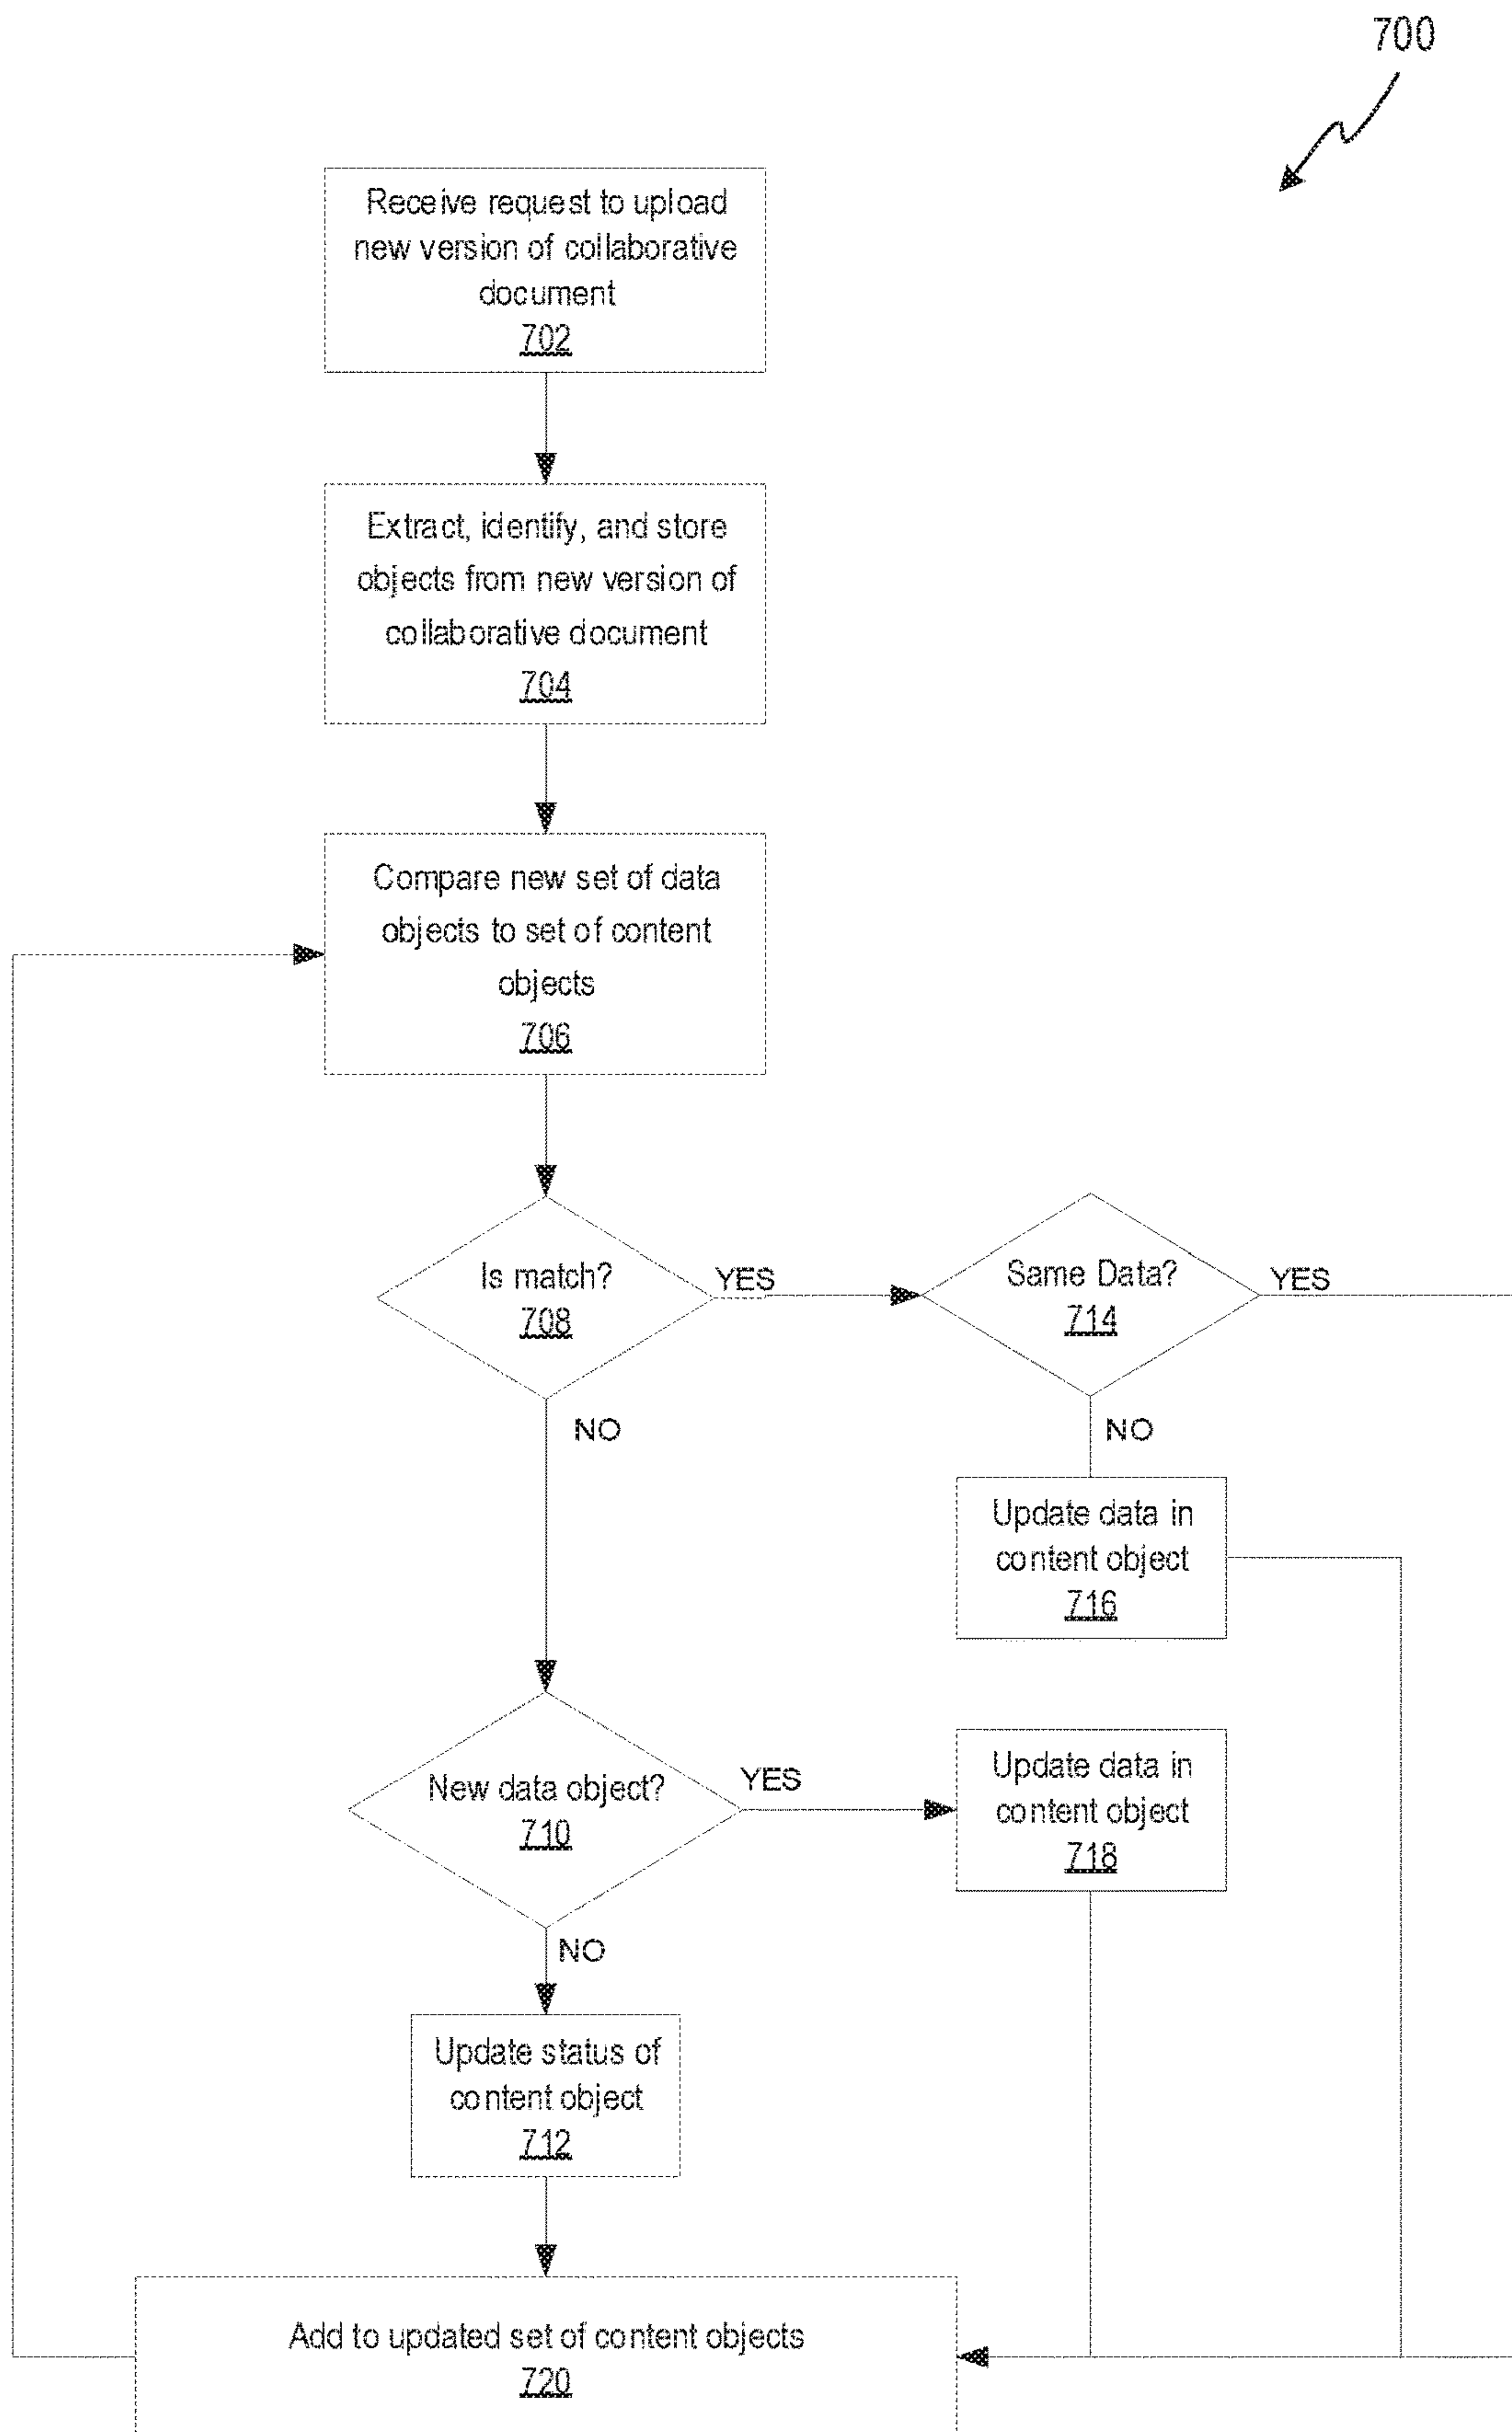 700
Receive request to upload
new version of collaborative
document
702
Extract, identify, and store
objects from new version of
collaborative document
704
Compare new set of data
objects to set of content
objects
706
Is match?
708
YES
Same Data?
714
YES
NO
NO
Update data in
content object
716
New data object?
710
YES
Update data in
content object
718
NO
Update status of
content object
712
Add to updated set of content objects
720